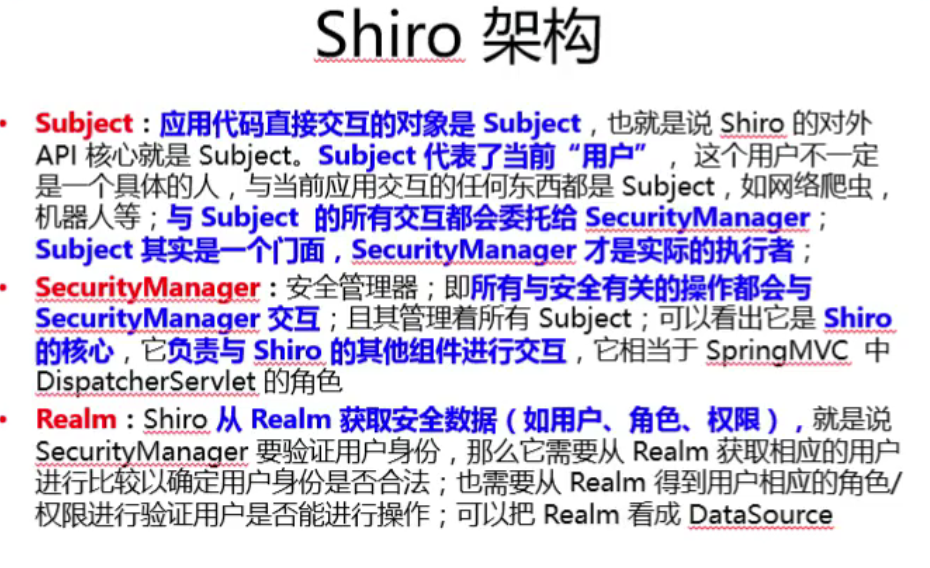 Shiro 架构
• Subject：应用代码直接交互的对象是 Subject，也就是说 Shiro 的对外
API 核心就是 Subject。Subject 代表了当前“用户”， 这个用户不一定
是一个具体的人，与当前应用交互的任何东西都是 Subject，如网络爬虫，
机器人等；与 Subject 的所有交互都会委托给 SecurityManager；
Subject 其实是一个门面，SecurityManager 才是实际的执行者；
• SecurityManager：安全管理器；即所有与安全有关的操作都会与
SecurityManager 交互；且其管理着所有 Subject；可以看出它是 Shiro
的核心，它负责与 Shiro 的其他组件进行交互，它相当于 SpringMVC 中
DispatcherServlet 的角色
• Realm：Shiro 从 Realm 获取安全数据（如用户、角色、权限），就是说
SecurityManager 要验证用户身份，那么它需要从 Realm 获取相应的用户
进行比较以确定用户身份是否合法；也需要从 Realm 得到用户相应的角色/
权限进行验证用户是否能进行操作；可以把 Realm 看成 DataSource